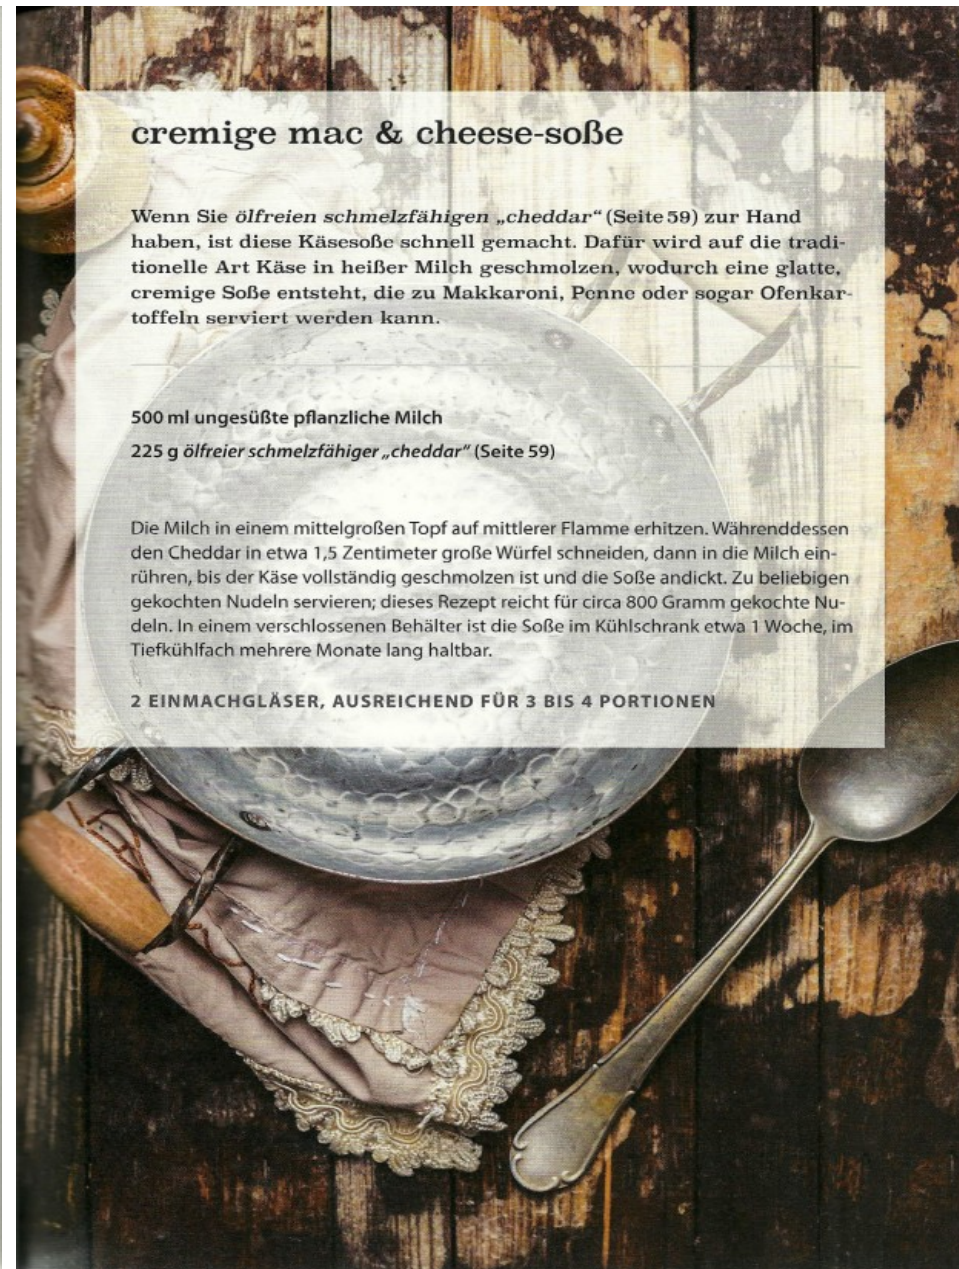 cremige mac & cheese-soße
Wenn Sie ölfreien schmelzfähigen „cheddar“ (Seite 59) zur Hand
haben, ist diese Käsesoße schnell gemacht. Dafür wird auf die tradi-
tionelle Art Käse in heißer Milch geschmolzen, wodurch eine glatte,
cremige Soße entsteht, die zu Makkaroni, Penne oder sogar Ofenkar-
toffeln serviert werden kann.
500 ml ungesüßte pflanzliche Milch
225 g ölfreier schmelzfähiger „cheddar“ (Seite 59)
Die Milch in einem mittelgroßen Topf auf mittlerer Flamme erhitzen. Währenddessen
den Cheddar in etwa 1,5 Zentimeter große Würfel schneiden, dann in die Milch ein-
rühren, bis der Käse vollständig geschmolzen ist und die Soße andickt. Zu beliebigen
gekochten Nudeln servieren; dieses Rezept reicht für circa 800 Gramm gekochte Nu-
deln. In einem verschlossenen Behälter ist die Soße im Kühlschrank etwa 1 Woche, im
Tiefkühlfach mehrere Monate lang haltbar.
2 EINMACHGLÄSER, AUSREICHEND FÜR 3 BIS 4 PORTIONEN